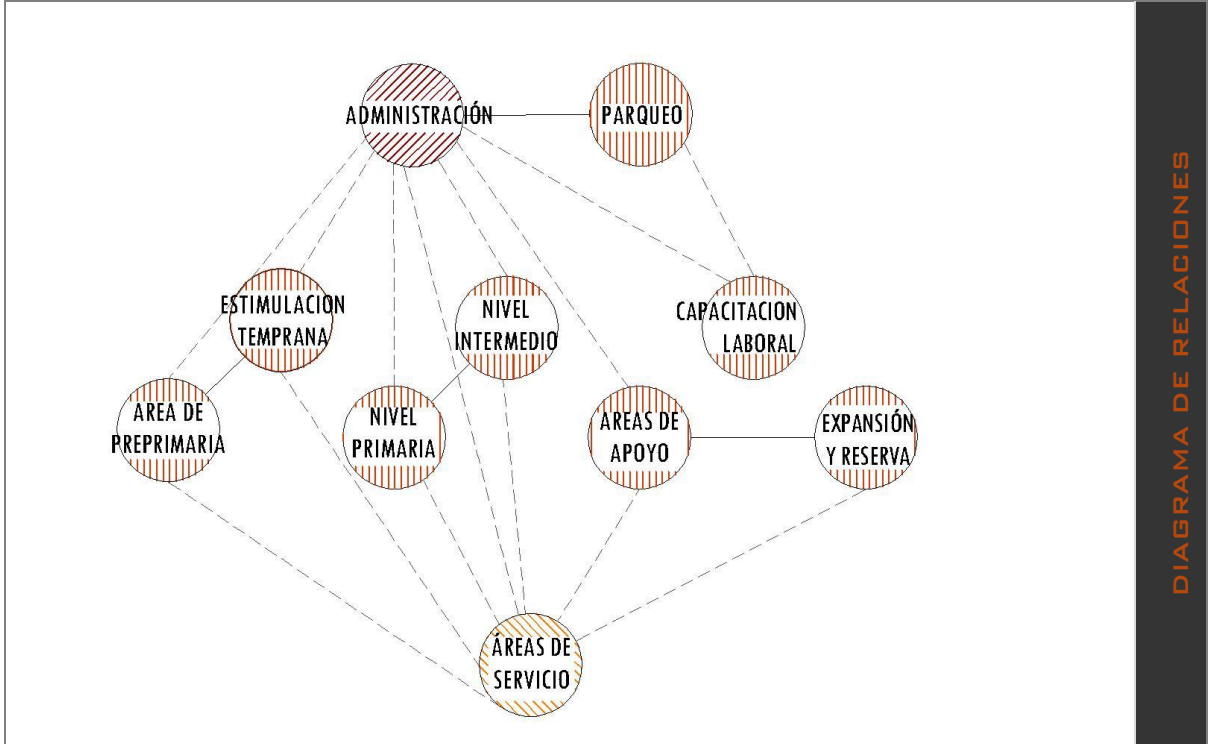 ADMINISTRACIÓN
PARQUEO
ESTIMULACION
TEMPRANA
NIVEL
INTERMEDIO
CAPACITACION
LABORAL
AREA DE
PREPRIMARIA
NIVEL
PRIMARIA
AREAS DE
APOYO
EXPANSIÓN
Y RESERVA
ÁREAS DE
SERVICIO
DIAGRAMA DE RELACIONES